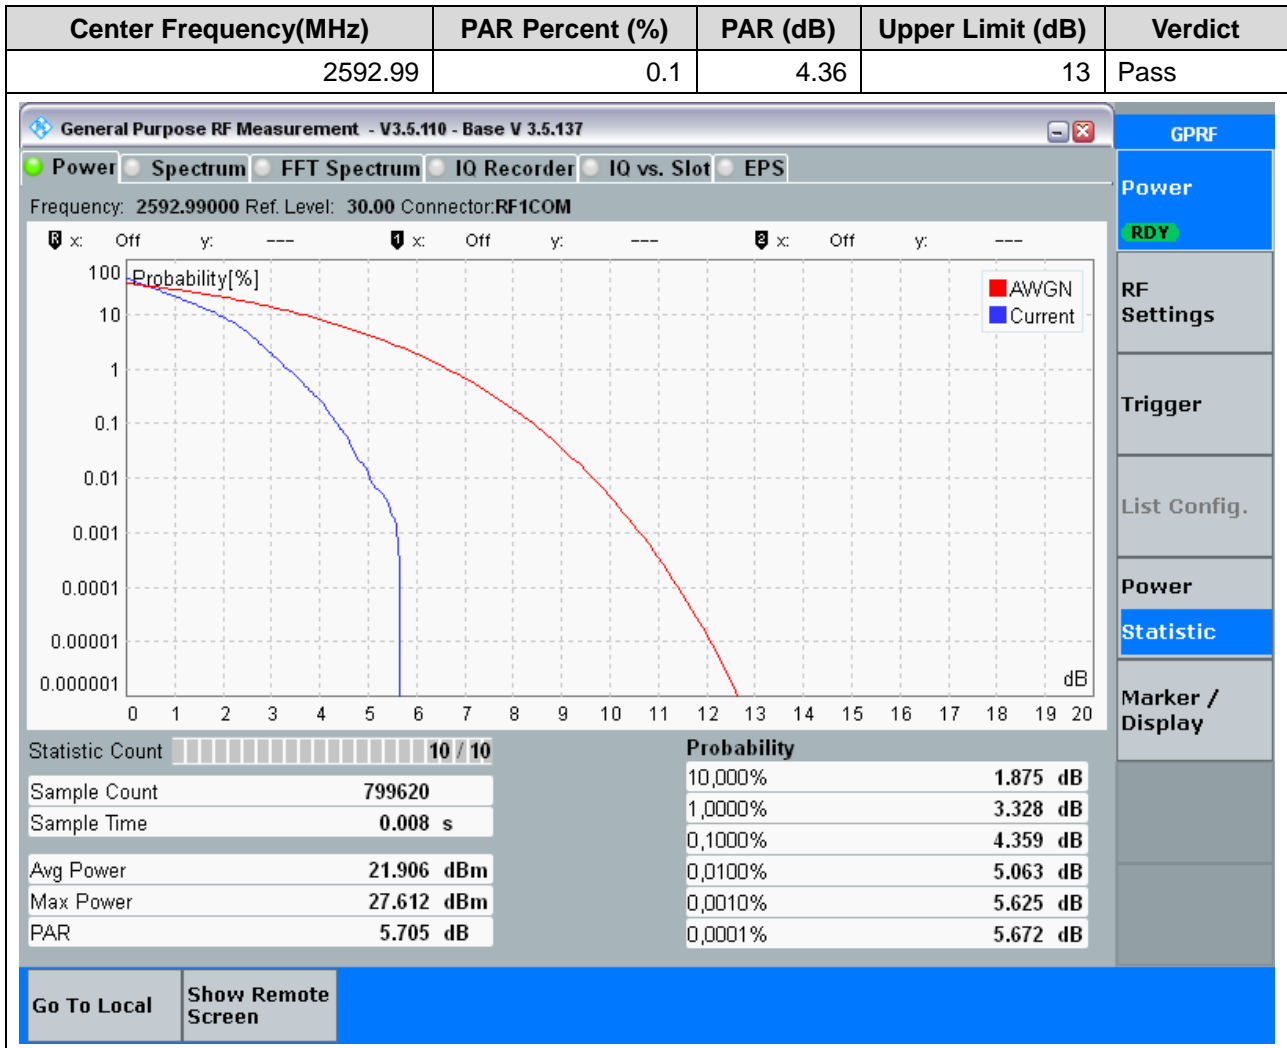 Center Frequency(MHz) PAR Percent (%) PAR (dB) Upper Limit (dB) Verdict
2592.99 0.1 4.36 13 Pass
General Purpose RF Measurement - V3.5.110 - Base V 3.5.137
GPRF
Power Spectrum FFT Spectrum IQ Recorder IQ vs. Slot EPS
Power
RDY
Frequency: 2592.99000 Ref. Level: 30.00 Connector:RF1COM
R x: Off y: --- 1 x: Off y: --- 2 x: Off y: ---
Probability[%]
AWGN
Current
100
10
1
0.1
0.01
0.001
0.0001
0.00001
0.000001
dB
0 1 2 3 4 5 6 7 8 9 10 11 12 13 14 15 16 17 18 19 20
RF
Settings
Trigger
List Config.
Power
Statistic
Marker /
Display
Statistic Count 10 / 10
Sample Count 799620
Sample Time 0.008 s
Avg Power 21.906 dBm
Max Power 27.612 dBm
PAR 5.705 dB
Probability
10,000% 1.875 dB
1,0000% 3.328 dB
0,1000% 4.359 dB
0,0100% 5.063 dB
0,0010% 5.625 dB
0,0001% 5.672 dB
Go To Local
Show Remote
Screen